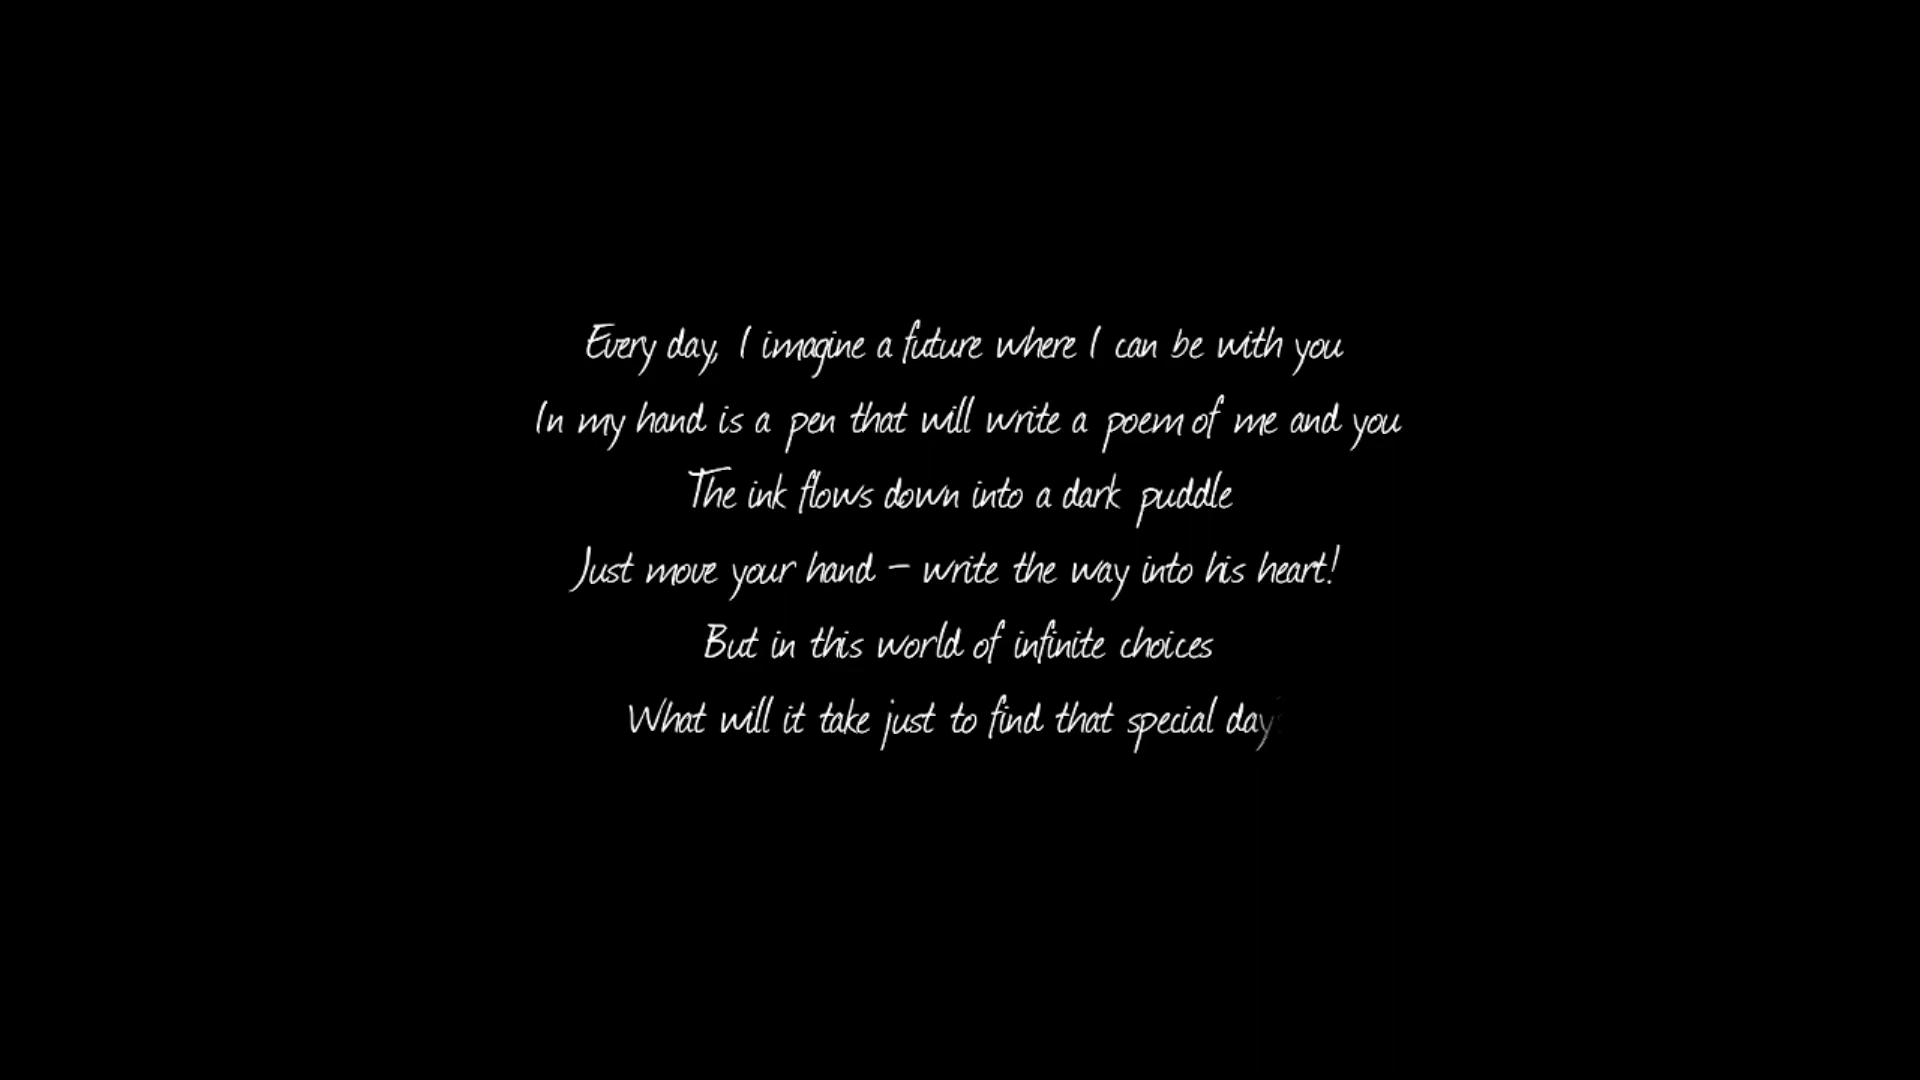 Every day, I imagine a future where I can be with you
In my hand is a pen that will write a poem of me and you
The ink flows down into a dark puddle
Just move your hand – write the way into his heart!
But in this world of infinite choices
What will it take just to find that special day